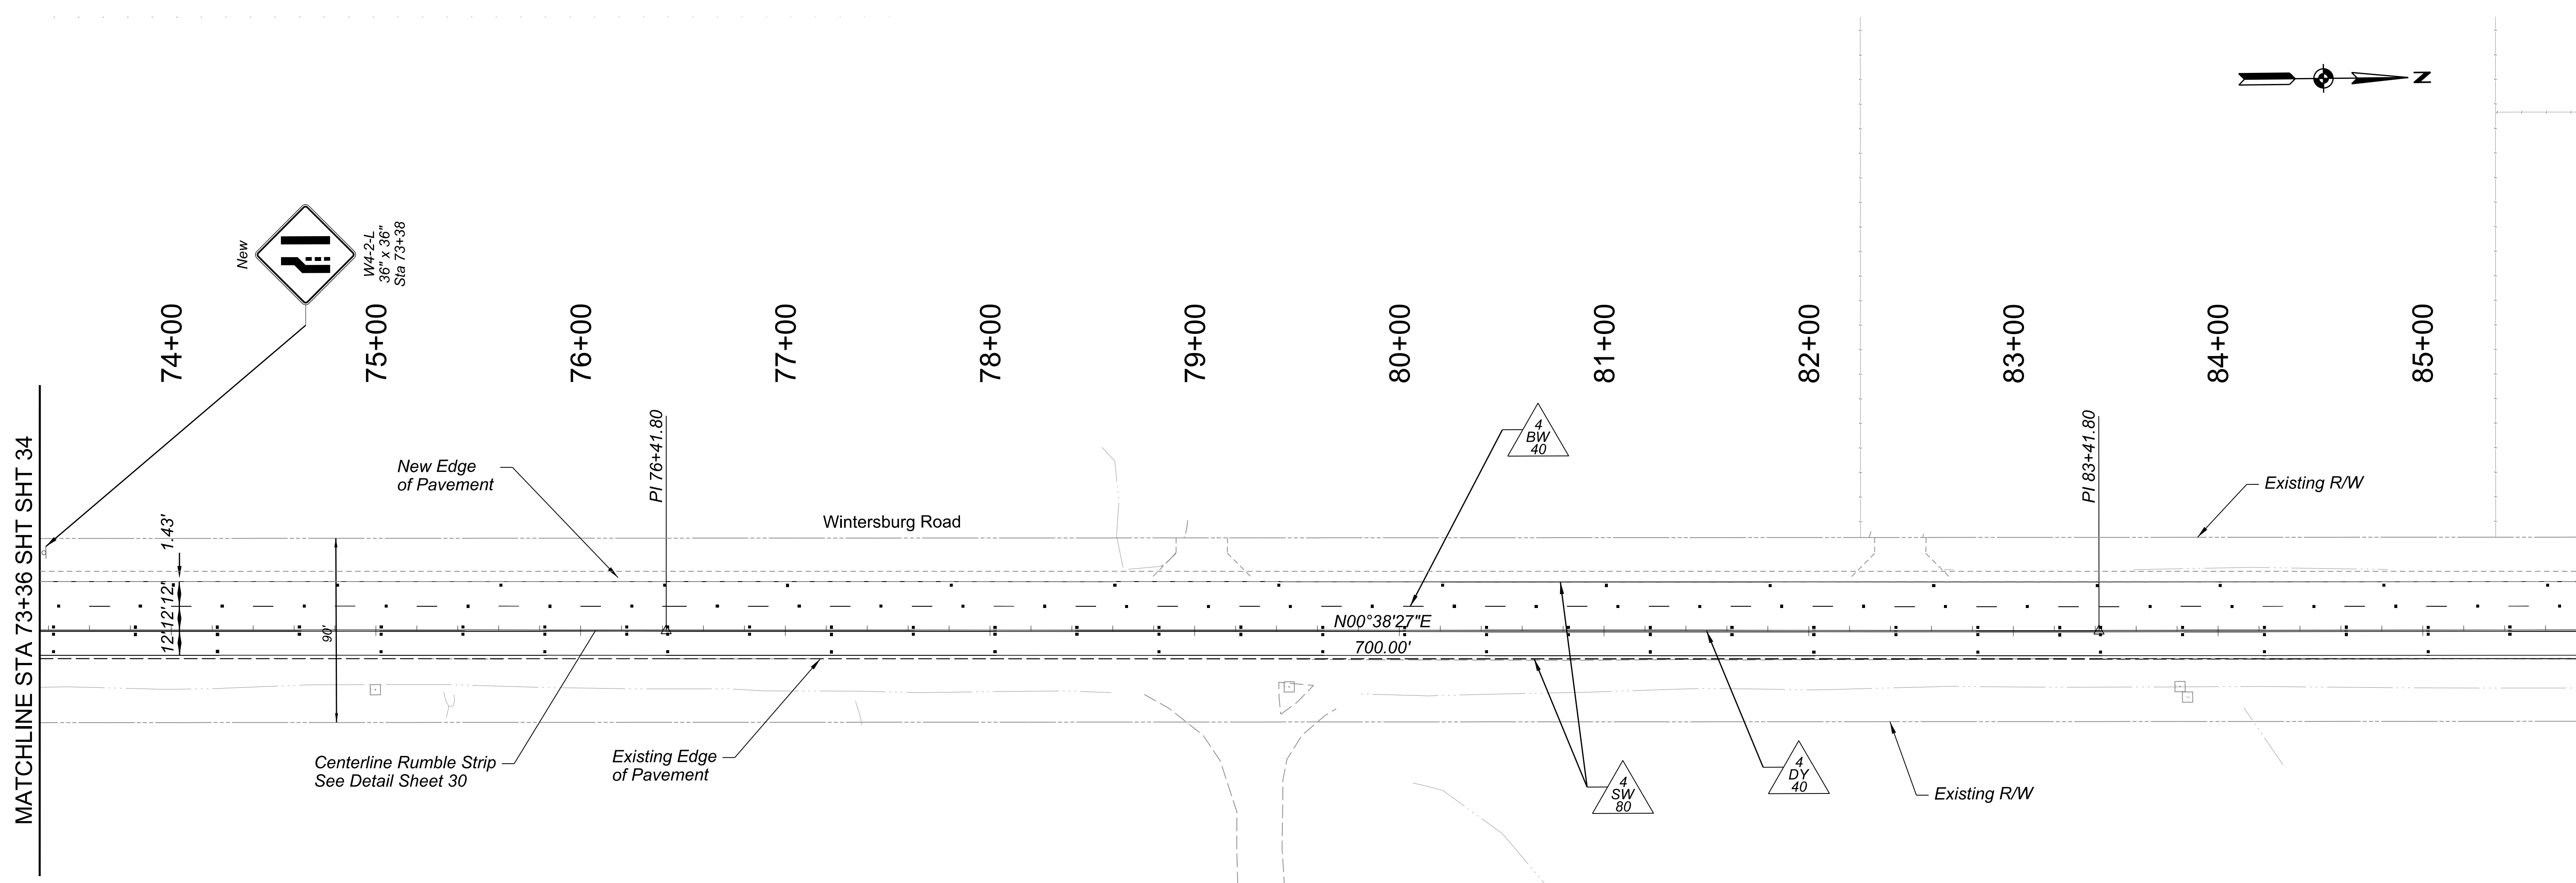 N
New
W4-2-L
36" x 36"
Sta 73+38
74+00
75+00
76+00
77+00
78+00
79+00
80+00
81+00
82+00
83+00
84+00
85+00
MATCHLINE STA 73+36 SHT SHT 34
New Edge
of Pavement
PI 76+41.80
4
BW
40
PI 83+41.80
Existing R/W
Wintersburg Road
1.43'
12'
12'
12'
90'
N00°38'27"E
700.00'
Centerline Rumble Strip
See Detail Sheet 30
Existing Edge
of Pavement
4
SW
80
4
DY
40
Existing R/W